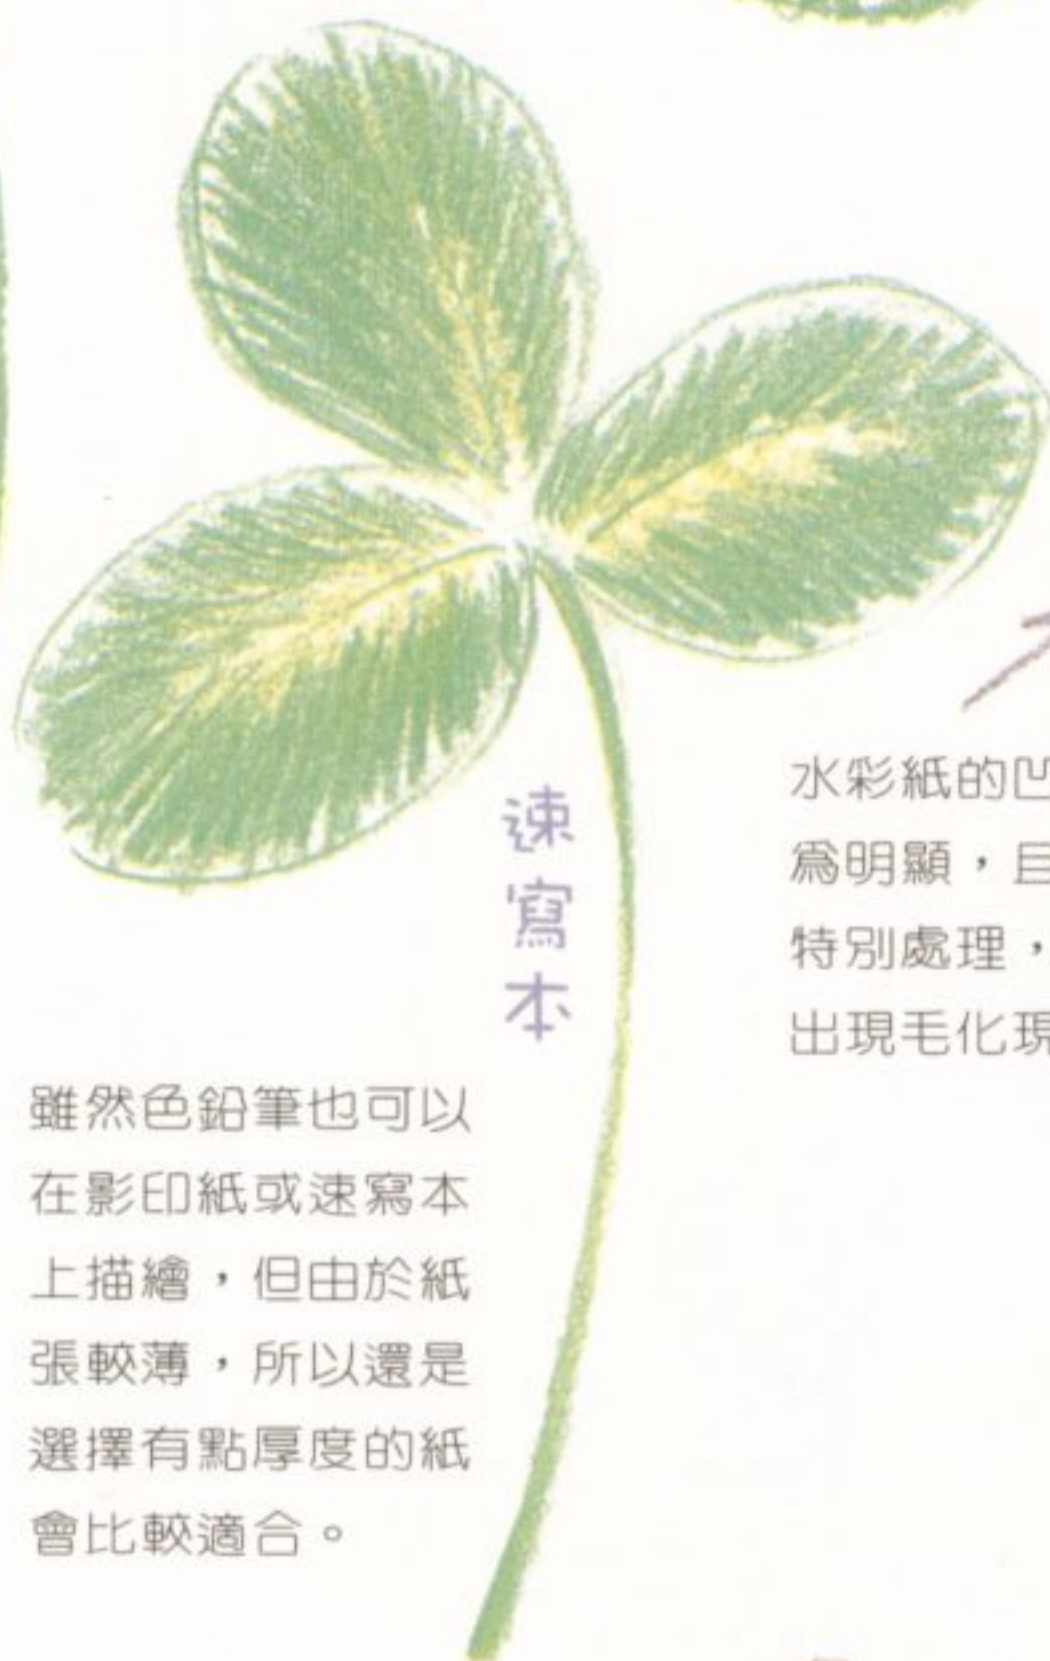 速寫本
雖然色鉛筆也可以
在影印紙或速寫本
上描繪，但由於紙
張較薄，所以還是
選擇有點厚度的紙
會比較適合。
水彩紙的凹
為明顯，且
特別處理，
出現毛化現